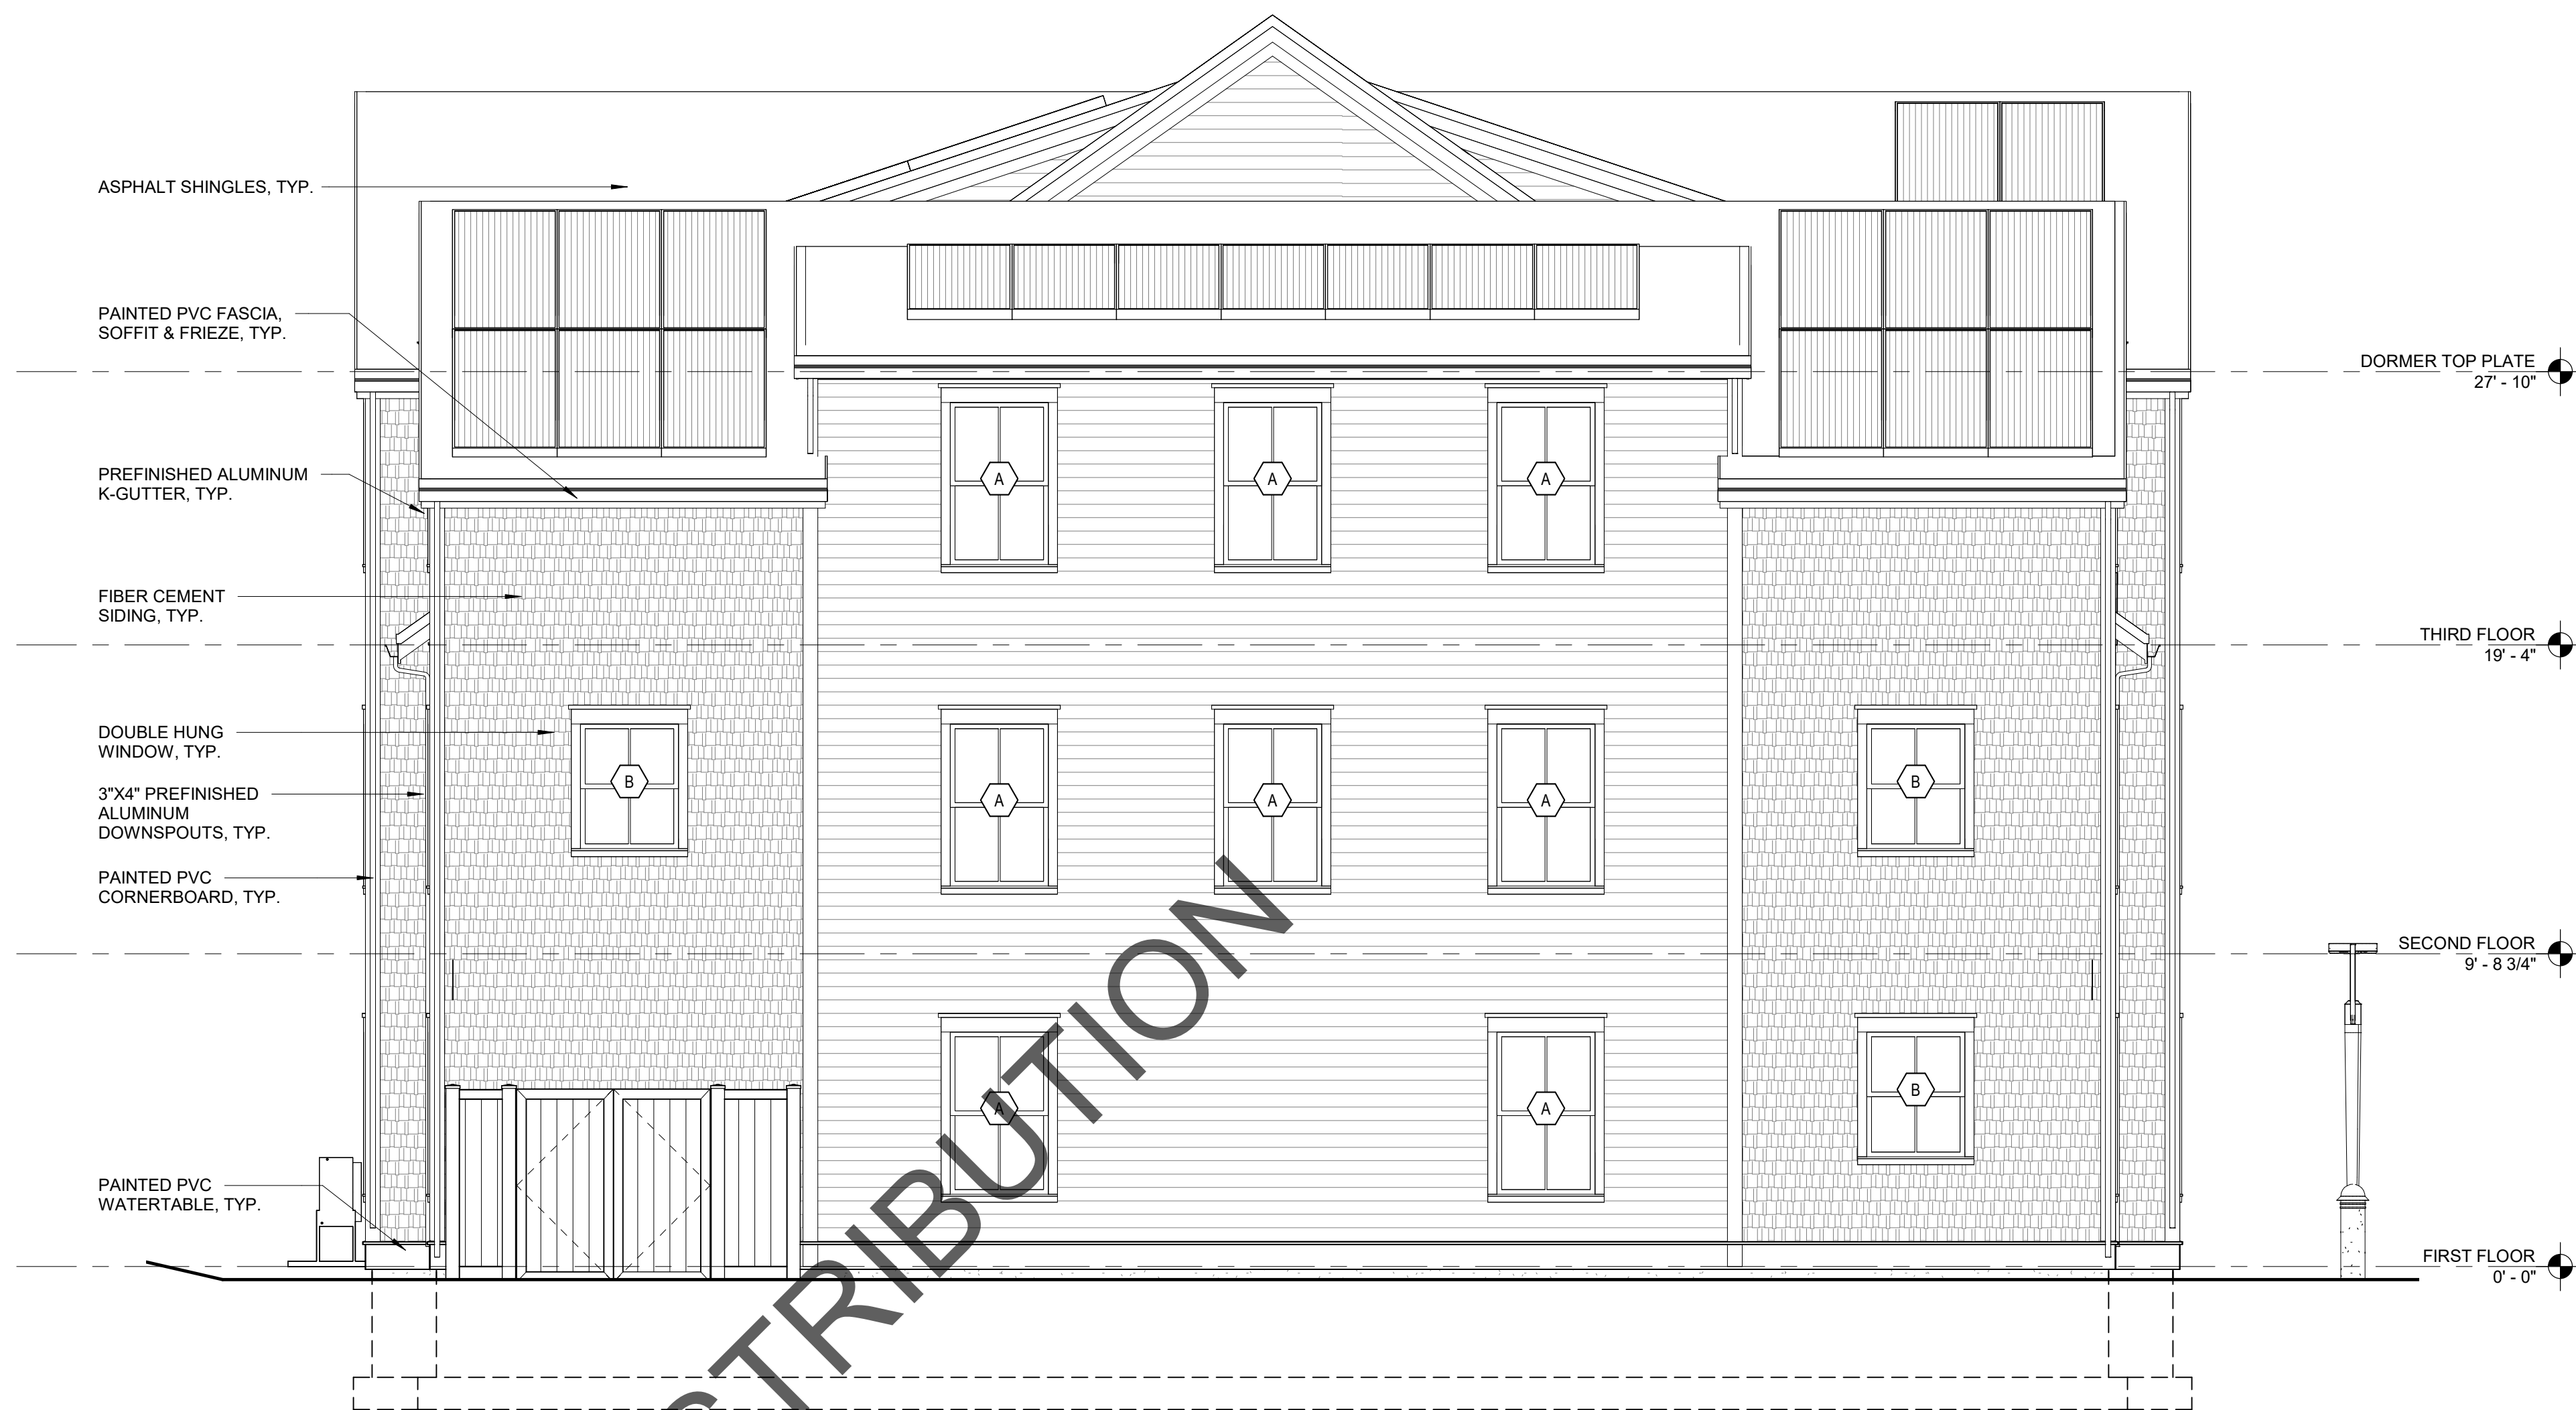 ASPHALT SHINGLES, TYP.
PAINTED PVC FASCIA,
SOFFIT & FRIEZE, TYP.
PREFINISHED ALUMINUM
K-GUTTER, TYP.
FIBER CEMENT
SIDING, TYP.
DOUBLE HUNG
WINDOW, TYP.
3"X4" PREFINISHED
ALUMINUM
DOWNSPOUTS, TYP.
PAINTED PVC
CORNERBOARD, TYP.
PAINTED PVC
WATERTABLE, TYP.
A A A
B A A A B
A A B
DORMER TOP PLATE
27' - 10"
THIRD FLOOR
19' - 4"
SECOND FLOOR
9' - 8 3/4"
FIRST FLOOR
0' - 0"
STRIBUTION